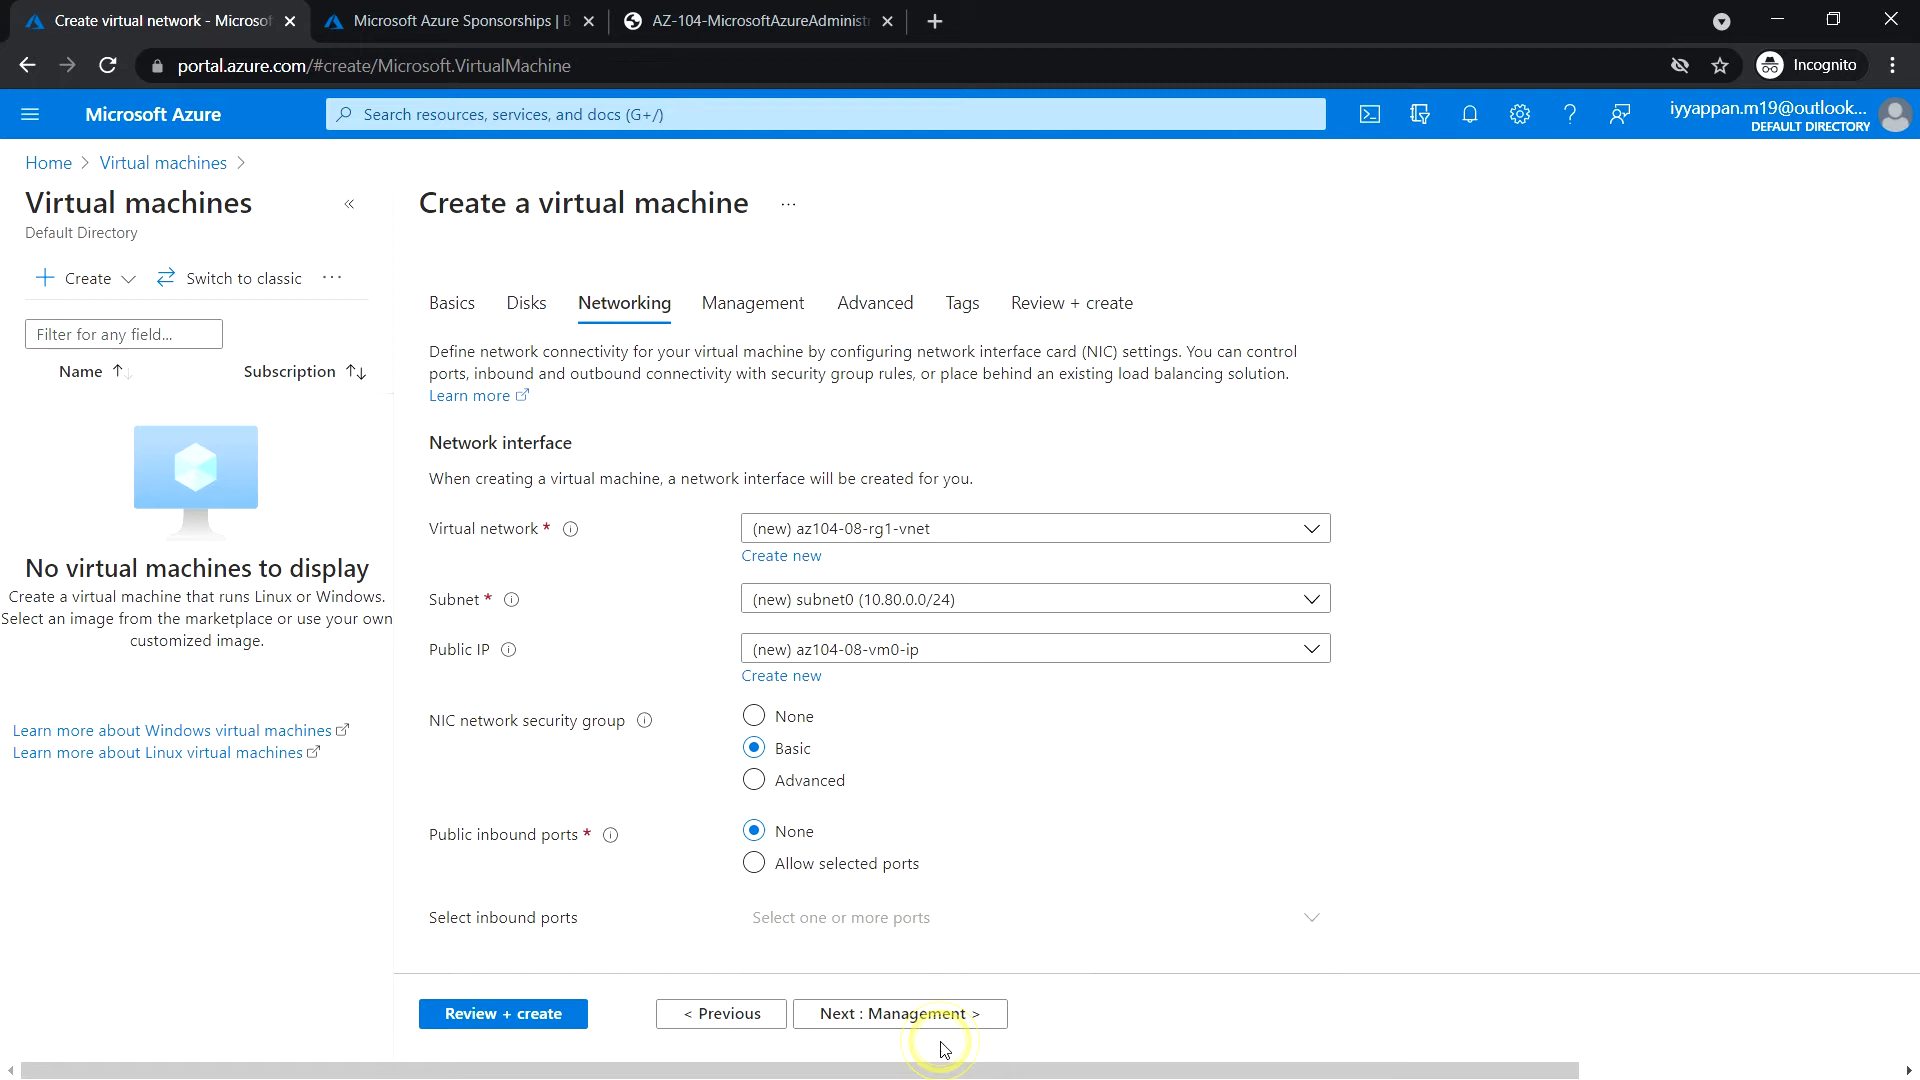 Create virtual network - Microsof
Microsoft Azure Sponsorships | B
AZ-104-MicrosoftAzureAdministr
portal.azure.com/#create/Microsoft.VirtualMachine
Incognito
Microsoft Azure
Search resources, services, and docs (G+/)
iyyappan.m19@outlook...
DEFAULT DIRECTORY
Home > Virtual machines >
Virtual machines
Default Directory
Create
Switch to classic
...
Filter for any field...
Name
Subscription
No virtual machines to display
Create a virtual machine that runs Linux or Windows.
Select an image from the marketplace or use your own
customized image.
Learn more about Windows virtual machines
Learn more about Linux virtual machines
Create a virtual machine ...
Basics Disks Networking Management Advanced Tags Review + create
Define network connectivity for your virtual machine by configuring network interface card (NIC) settings. You can control
ports, inbound and outbound connectivity with security group rules, or place behind an existing load balancing solution.
Learn more
Network interface
When creating a virtual machine, a network interface will be created for you.
Virtual network *
(new) az104-08-rg1-vnet
Create new
Subnet *
(new) subnet0 (10.80.0.0/24)
Public IP
(new) az104-08-vm0-ip
Create new
NIC network security group
None
Basic
Advanced
Public inbound ports *
None
Allow selected ports
Select inbound ports
Select one or more ports
Review + create
< Previous
Next : Management >